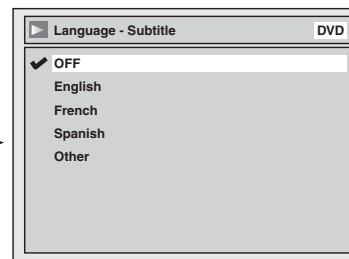 Language - Subtitle DVD
OFF
English
French
Spanish
Other